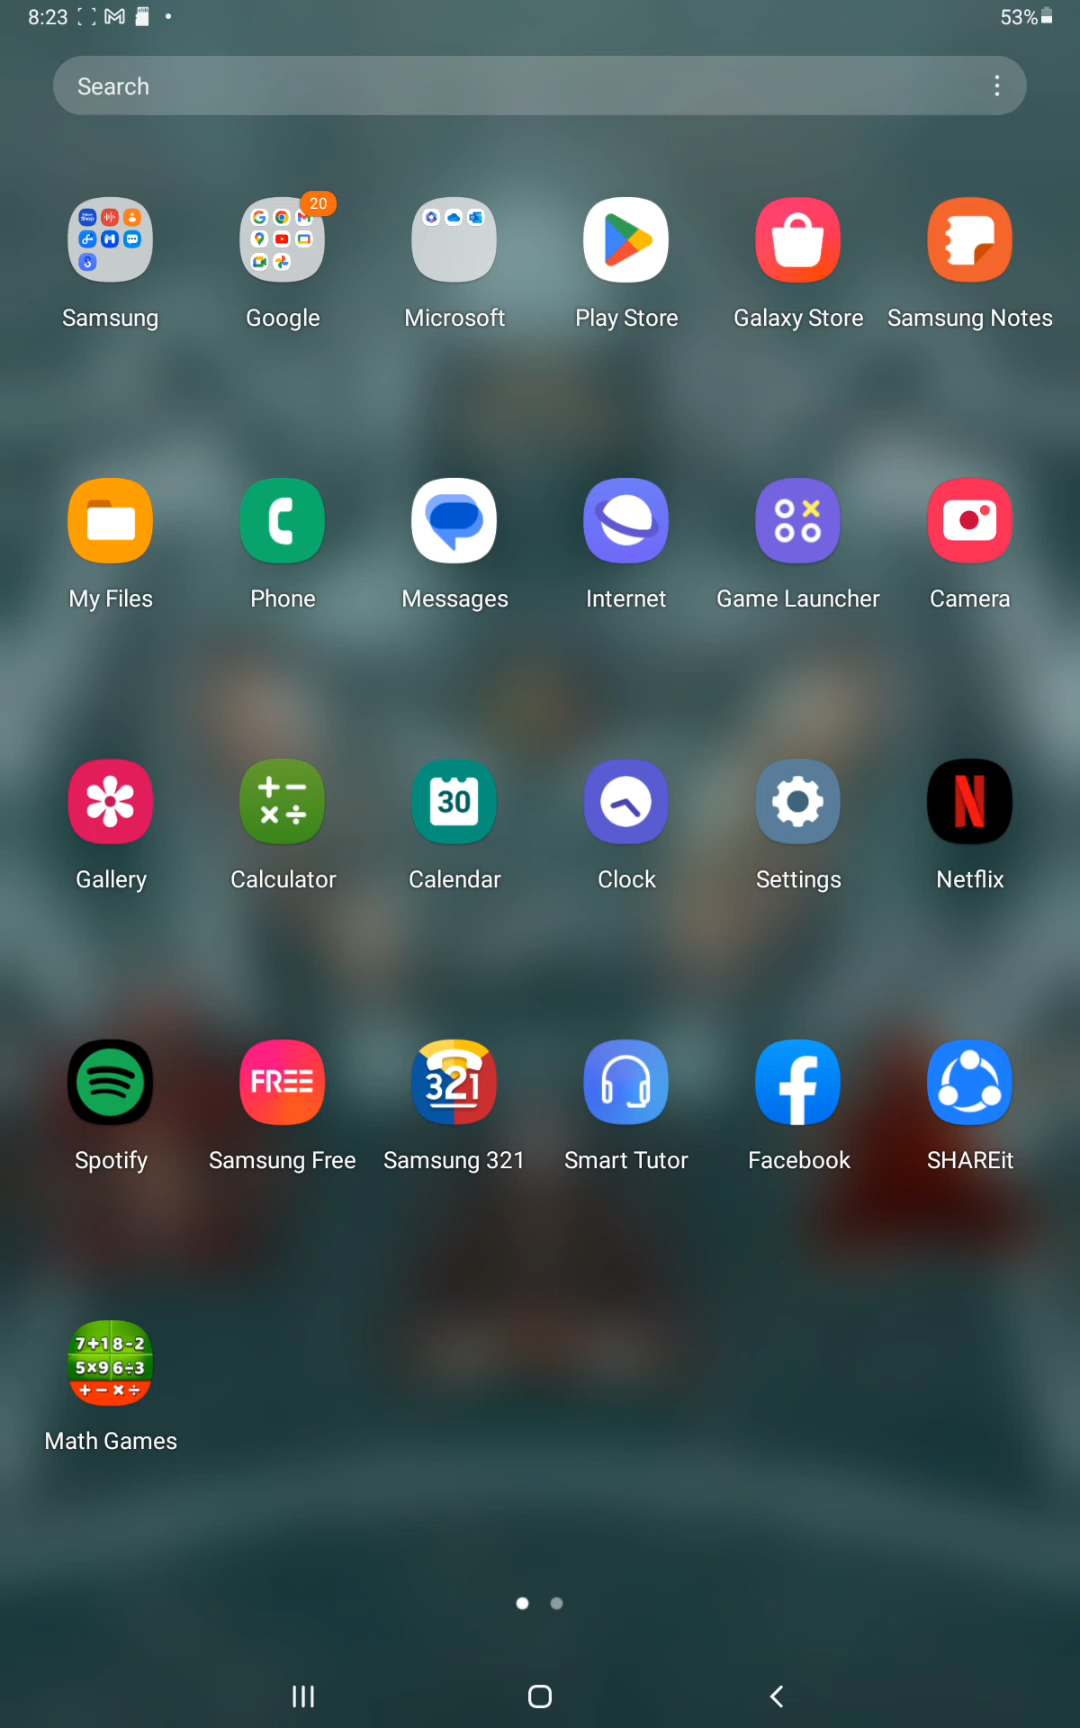 8:23
53%
Search
20
Samsung Google Microsoft Play Store Galaxy Store Samsung Notes
My Files Phone Messages Internet Game Launcher Camera
30
N
Gallery Calculator Calendar Clock Settings Netflix
FREE
321
Spotify Samsung Free Samsung 321 Smart Tutor Facebook SHAREit
7+1 8-2
5×9 6÷3
+ - × ÷
Math Games